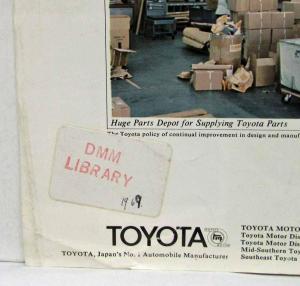 Huge Parts Depot for Supplying Toyota Parts
The Toyota policy of continual improvement in design and manuf
DMM
LIBRARY
1969
TOYOTA
TOYOTA, Japan's No. 1 Automobile Manufacturer
TOYOTA MOTO
Toyota Motor Dis
Toyota Motor Dis
Mid-Southern Toyo
Southeast Toyota